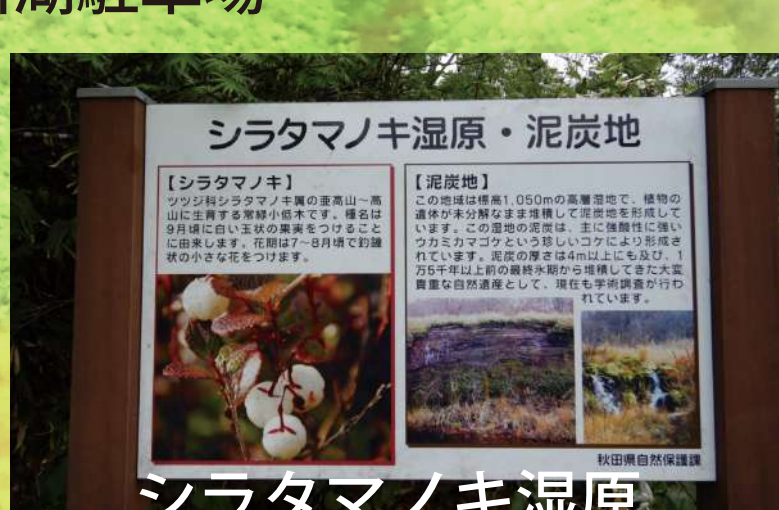 湖駐車場
シラタマノキ湿原・泥炭地
【シラタマノキ】
ツツジ科シラタマノキ属の亜高山〜高
山に生育する常緑小低木です。種名は
9月頃に白い玉状の果実をつけること
に由来します。花期は7〜8月頃で釣鐘
状の小さな花をつけます。
【泥炭地】
この地域は標高1,050mの高層湿地で、植物の
遺体が未分解なまま堆積して泥炭地を形成して
います。この湿地の泥炭は、主に強酸性に強い
ウカミカマゴケという珍しいコケにより形成さ
れています。泥炭の厚さは4m以上にも及び、1
万5千年以上前の最終氷期から堆積してきた大変
貴重な自然遺産として、現在も学術調査が行わ
れています。
秋田県自然保護課
シラタマノキ湿原